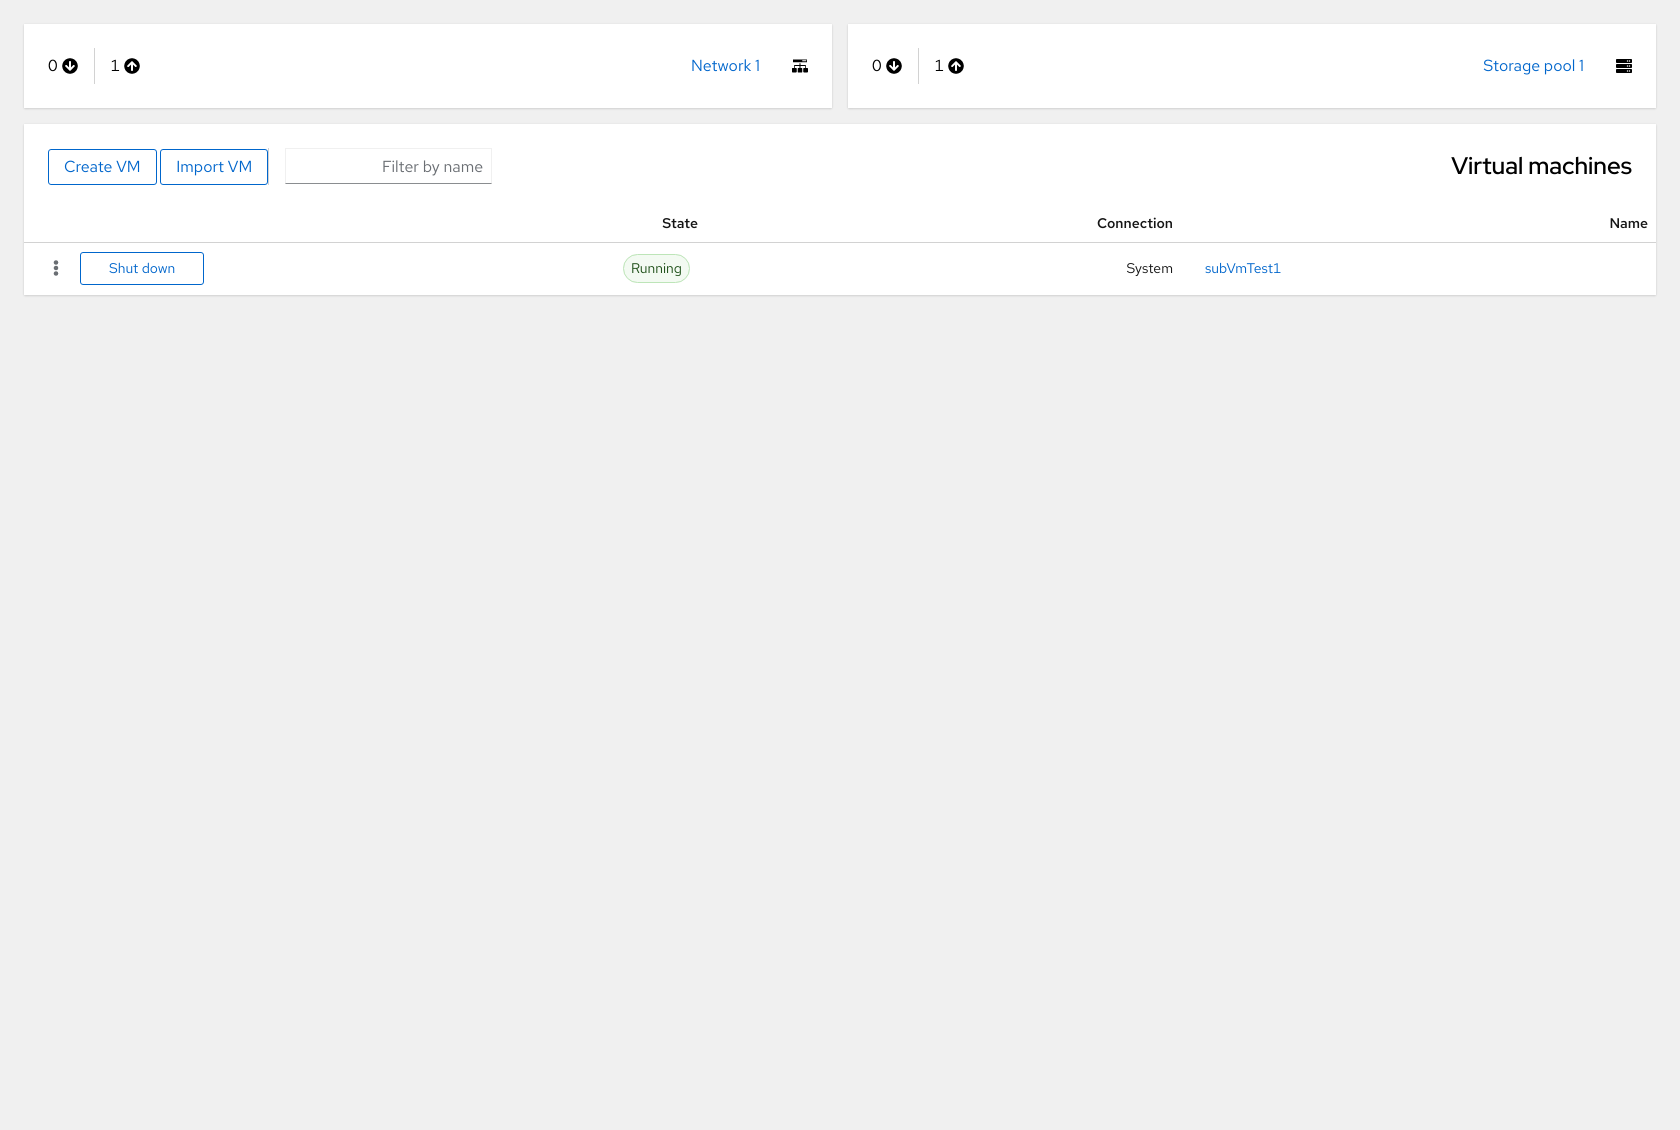 0 1 Network 1
0 1 Storage pool 1
Create VM Import VM Filter by name Virtual machines
State Connection Name
Shut down Running System subVmTest1